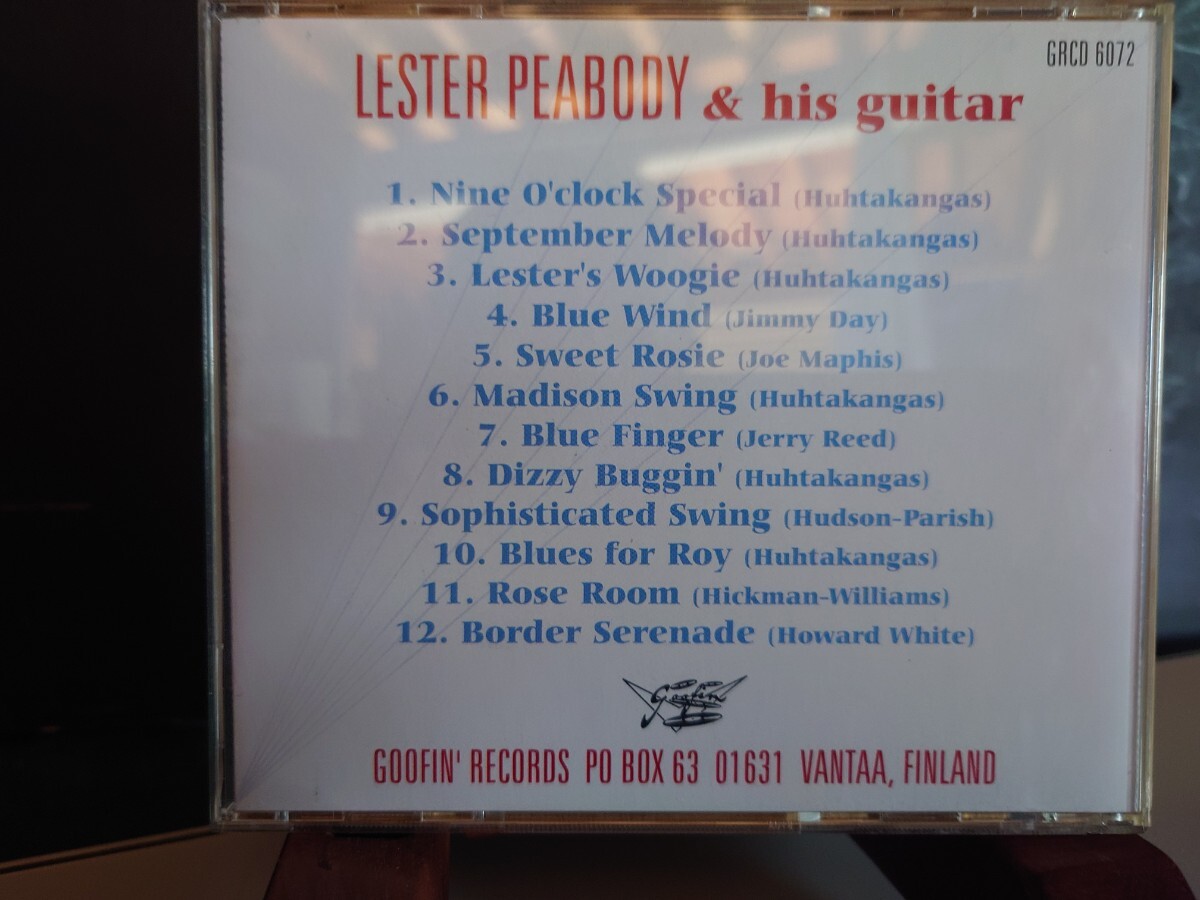 GRCD 6072
LESTER PEABODY & his guitar
1. Nine O'clock Special (Huhtakangas)
2. September Melody (Huhtakangas)
3. Lester's Woogie (Huhtakangas)
4. Blue Wind (Jimmy Day)
5. Sweet Rosie (Joe Maphis)
6. Madison Swing (Huhtakangas)
7. Blue Finger (Jerry Reed)
8. Dizzy Buggin' (Huhtakangas)
9. Sophisticated Swing (Hudson-Parish)
10. Blues for Roy (Huhtakangas)
11. Rose Room (Hickman-Williams)
12. Border Serenade (Howard White)
Goofin
GOOFIN' RECORDS PO BOX 63 01631 VANTAA, FINLAND